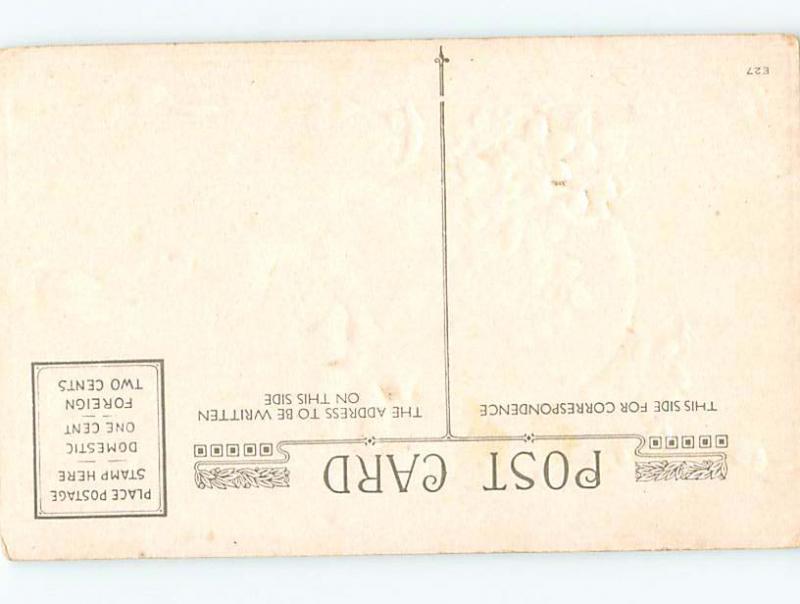 POST CARD
THIS SIDE FOR CORRESPONDENCE
THE ADDRESS TO BE WRITTEN
ON THIS SIDE
PLACE POSTAGE
STAMP HERE
DOMESTIC
ONE CENT
FOREIGN
TWO CENTS
E27